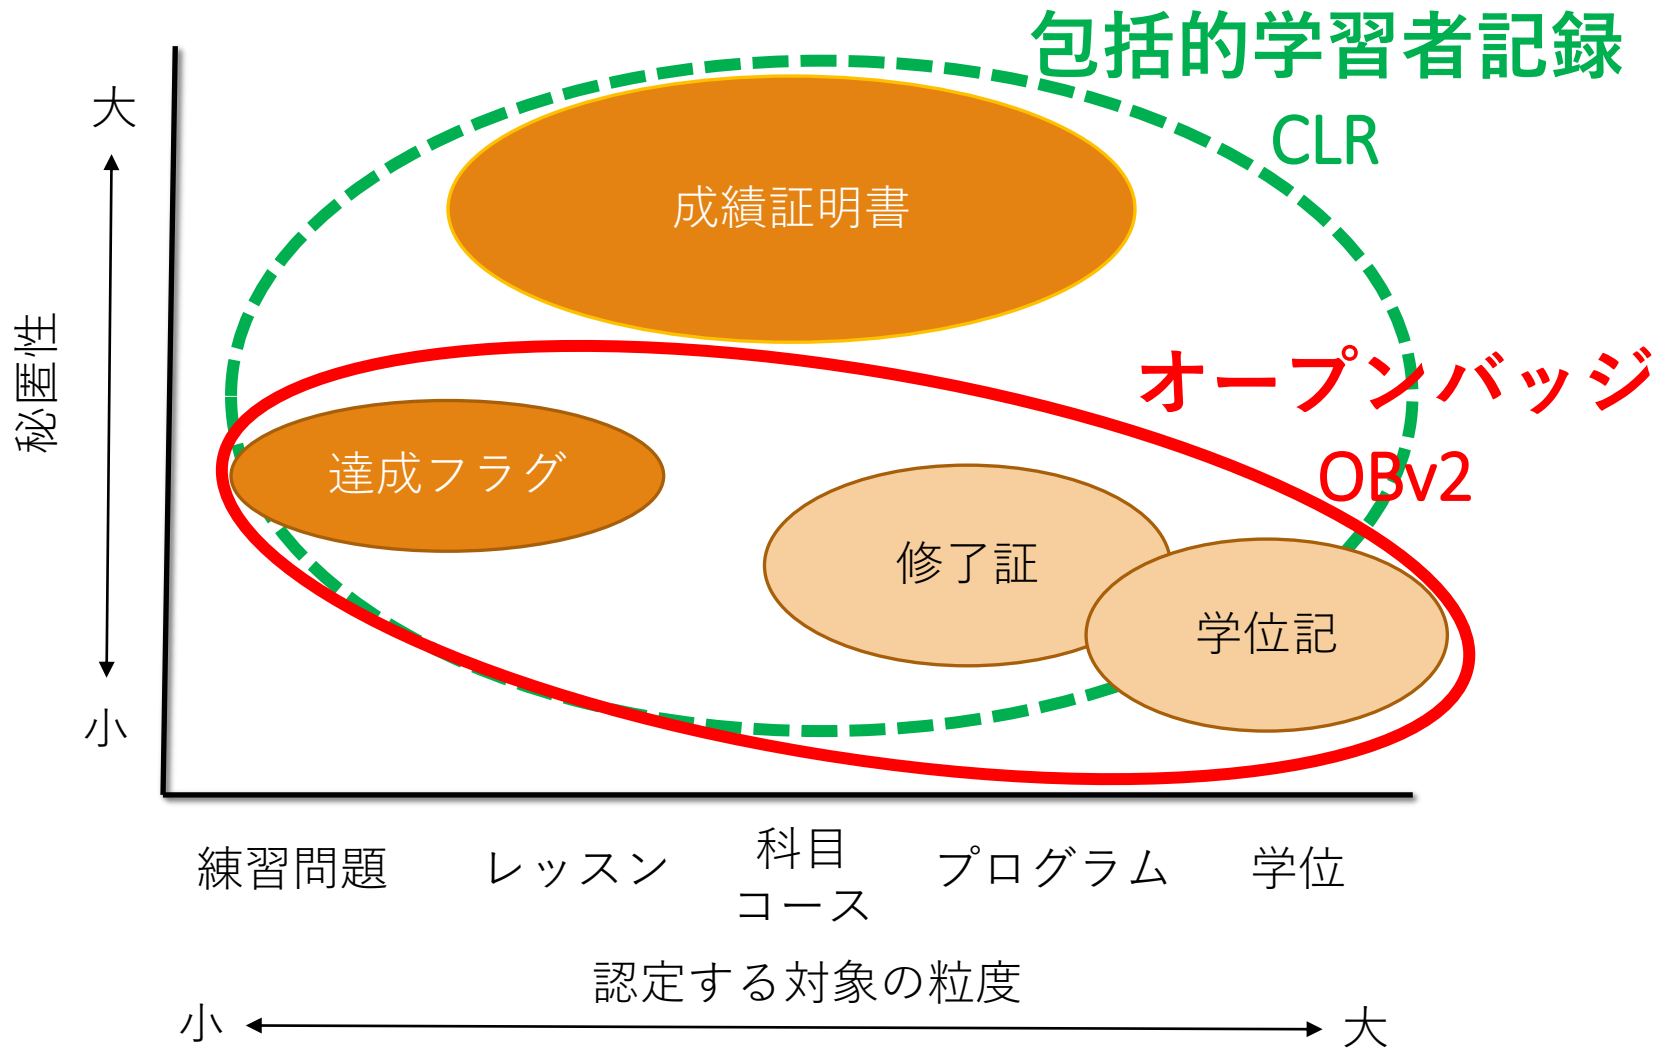 包括的学習者記録
CLR
大
成績証明書
秘匿性
オープンバッジ
OBv2
達成フラグ
修了証
学位記
小
練習問題
レッスン
科目
コース
プログラム
学位
認定する対象の粒度
小
大